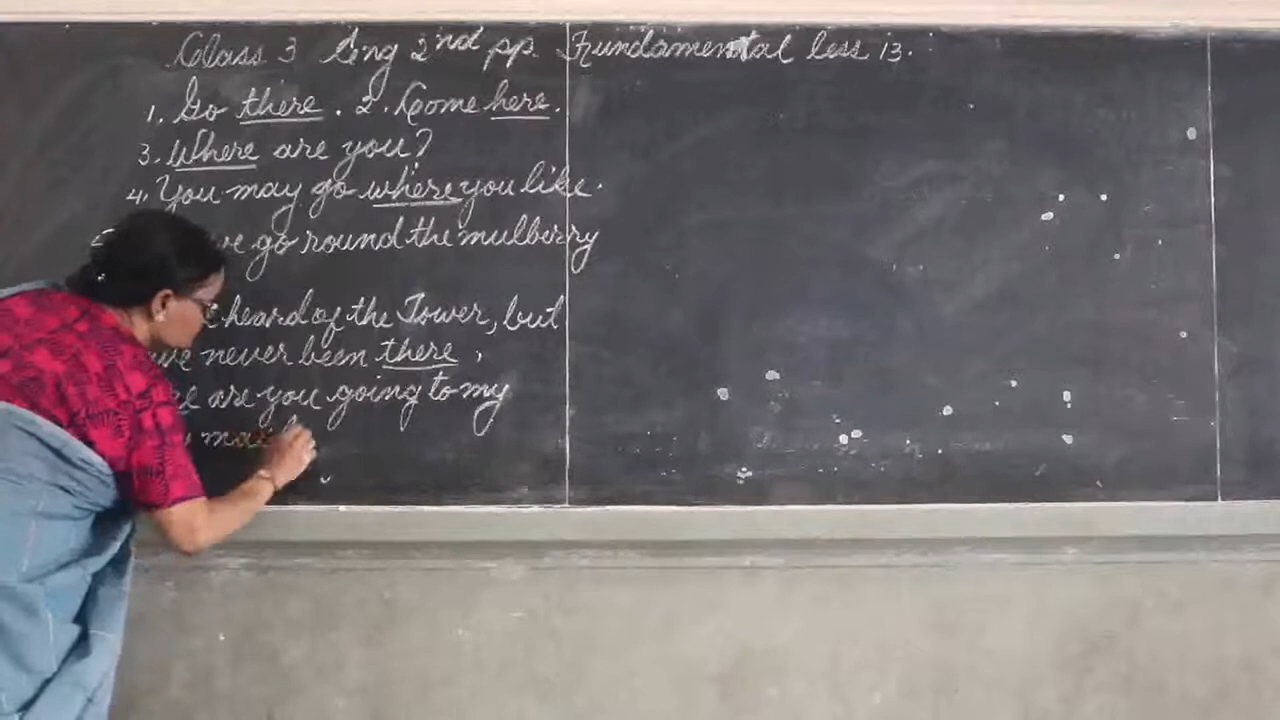 Class 3 Eng 2nd pp. Fundamental less 13.
1. Go there. 2. Come here.
3. Where are you?
4. You may go where you like.
go round the mulberry
heard of the Tower, but
never been there,
are you going to my